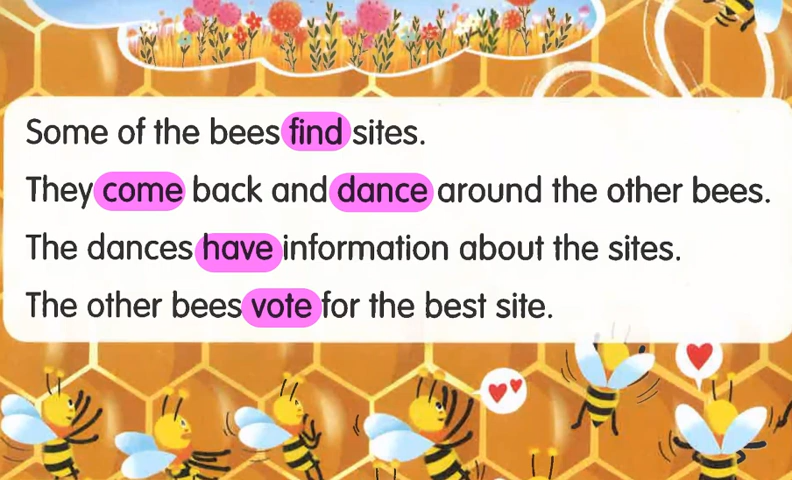 Some of the bees find sites.
They come back and dance around the other bees.
The dances have information about the sites.
The other bees vote for the best site.